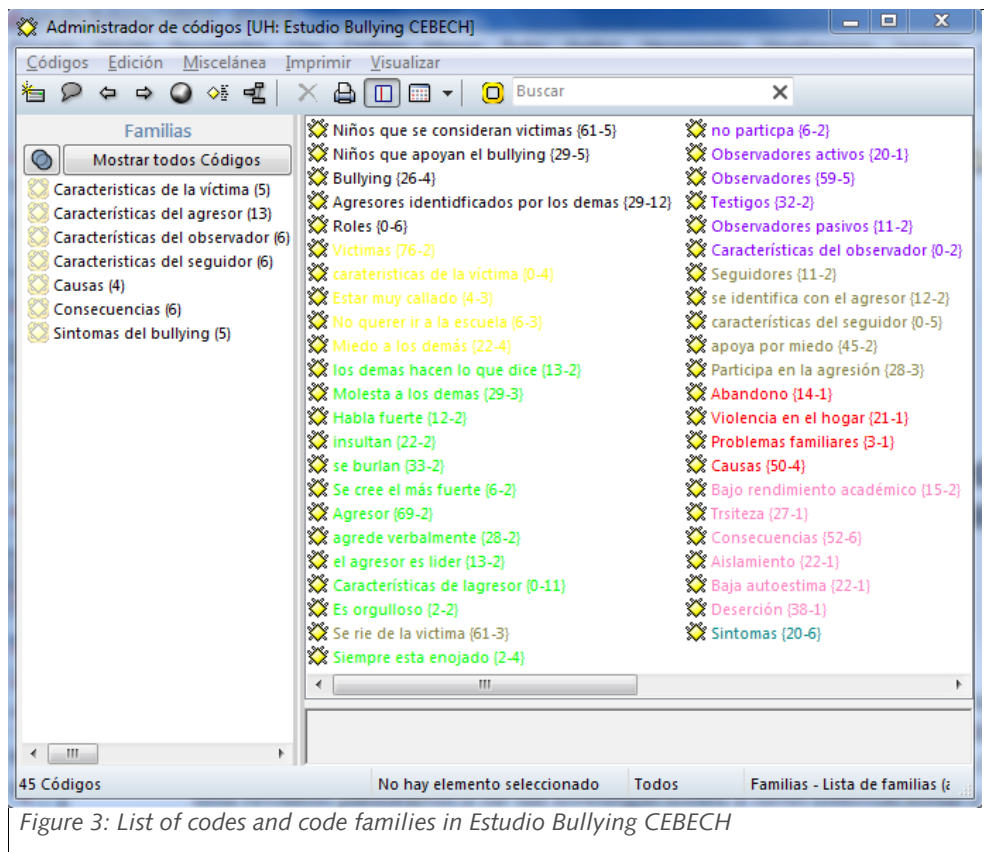 Administrador de códigos [UH: Estudio Bullying CEBECH]
Códigos Edición Miscelánea Imprimir Visualizar
Buscar
Familias
Mostrar todos Códigos
Caracteristicas de la víctima (5)
Características del agresor (13)
Características del observador (6)
Caracteristicas del seguidor (6)
Causas (4)
Consecuencias (6)
Sintomas del bullying (5)
Niños que se consideran victimas {61-5}
Niños que apoyan el bullying {29-5}
Bullying {26-4}
Agresores identidficados por los demas {29-12}
Roles {0-6}
Victimas {76-2}
carateristicas de la víctima {0-4}
Estar muy callado {4-3}
No querer ir a la escuela {6-3}
Miedo a los demás {22-4}
los demas hacen lo que dice {13-2}
Molesta a los demas {29-3}
Habla fuerte {12-2}
insultan {22-2}
se burlan {33-2}
Se cree el más fuerte {6-2}
Agresor {69-2}
agrede verbalmente {28-2}
el agresor es lider {13-2}
Características de lagresor {0-11}
Es orgulloso {2-2}
Se rie de la victima {61-3}
Siempre esta enojado {2-4}
no particpa {6-2}
Observadores activos {20-1}
Observadores {59-5}
Testigos {32-2}
Observadores pasivos {11-2}
Características del observador {0-2}
Seguidores {11-2}
se identifica con el agresor {12-2}
características del seguidor {0-5}
apoya por miedo {45-2}
Participa en la agresión {28-3}
Abandono {14-1}
Violencia en el hogar {21-1}
Problemas familiares {3-1}
Causas {50-4}
Bajo rendimiento académico {15-2}
Trsiteza {27-1}
Consecuencias {52-6}
Aislamiento {22-1}
Baja autoestima {22-1}
Deserción {38-1}
Sintomas {20-6}
45 Códigos No hay elemento seleccionado Todos Familias - Lista de familias (a
Figure 3: List of codes and code families in Estudio Bullying CEBECH